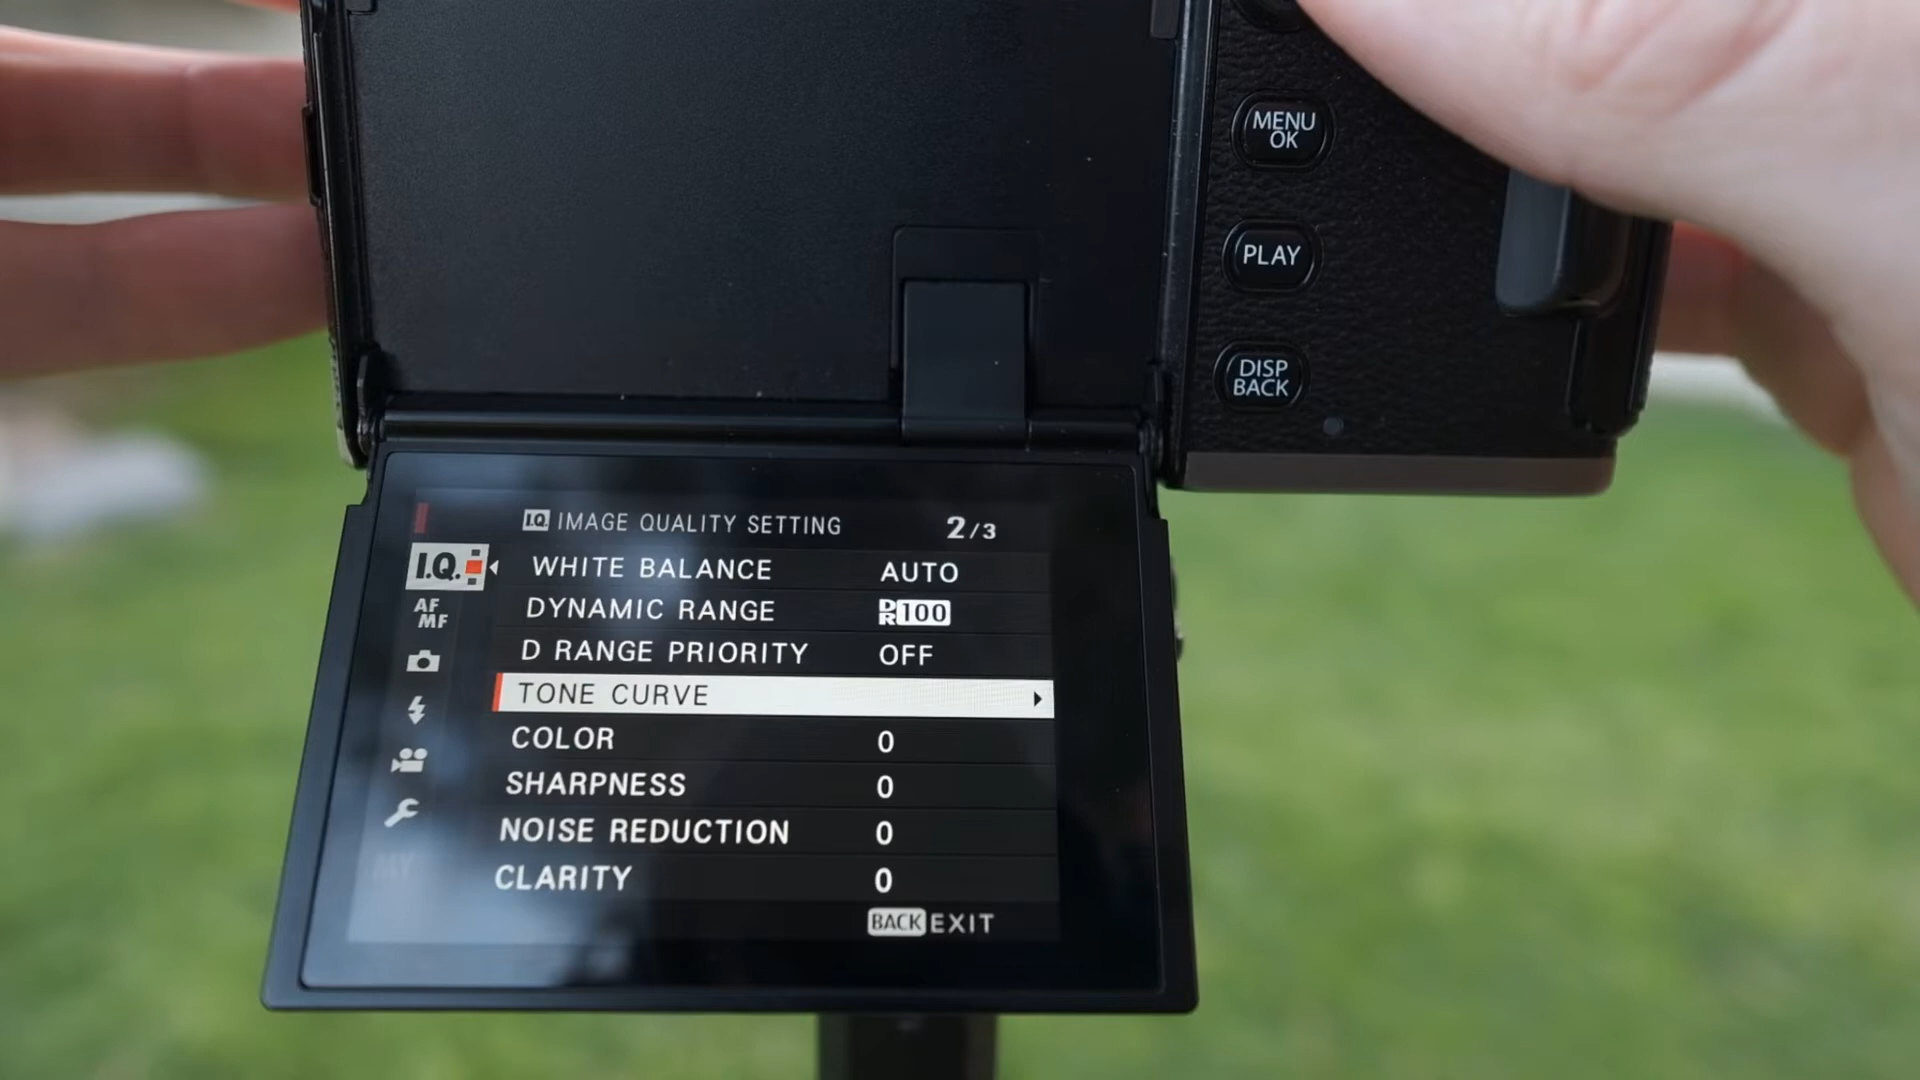 MENU
OK
PLAY
DISP
BACK
I.Q. IMAGE QUALITY SETTING 2/3
I.Q.
WHITE BALANCE AUTO
DYNAMIC RANGE DR100
AF
MF
D RANGE PRIORITY OFF
TONE CURVE
COLOR 0
SHARPNESS 0
NOISE REDUCTION 0
MY
CLARITY 0
BACK EXIT